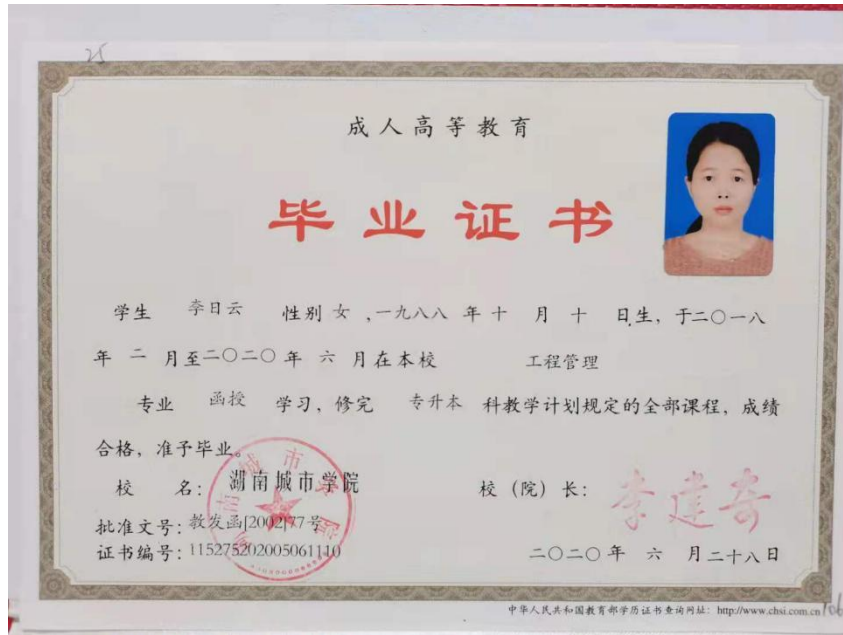 25
成人高等教育
毕业证书
学生 李日云 性别 女 ,一九八八 年 十 月 十 日生, 于二〇一八
年 二 月至二〇二〇 年 六 月在本校 工程管理
专业 函授 学习, 修完 专升本 科教学计划规定的全部课程, 成绩
合格, 准予毕业。
校 名: 湖南城市学院 校 (院) 长: 李建奇
批准文号: 教发函[2002]77号
证书编号: 115275202005061110 二〇二〇 年 六 月二十八日
中华人民共和国教育部学历证书查询网址: http://www.chsi.com.cn